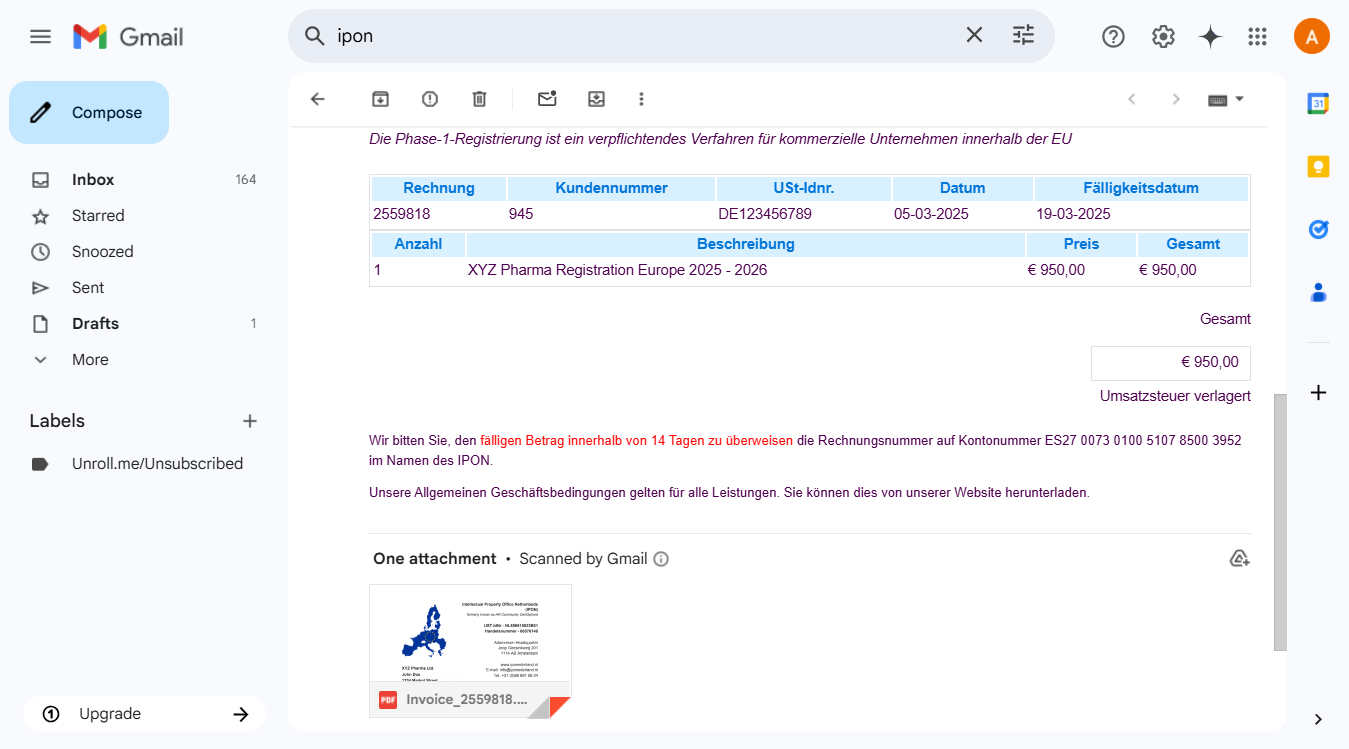 Gmail
ipon
A
Compose
Inbox 164
Starred
Snoozed
Sent
Drafts 1
More
Labels
Unroll.me/Unsubscribed
Upgrade
31
Die Phase-1-Registrierung ist ein verpflichtendes Verfahren für kommerzielle Unternehmen innerhalb der EU
Rechnung Kundennummer USt-Idnr. Datum Fälligkeitsdatum
2559818 945 DE123456789 05-03-2025 19-03-2025
Anzahl Beschreibung Preis Gesamt
1 XYZ Pharma Registration Europe 2025 - 2026 € 950,00 € 950,00
Gesamt
€ 950,00
Umsatzsteuer verlagert
Wir bitten Sie, den fälligen Betrag innerhalb von 14 Tagen zu überweisen die Rechnungsnummer auf Kontonummer ES27 0073 0100 5107 8500 3952
im Namen des IPON.
Unsere Allgemeinen Geschäftsbedingungen gelten für alle Leistungen. Sie können dies von unserer Website herunterladen.
One attachment • Scanned by Gmail
Intellectual Property Office Netherlands
(IPON)
XYZ Pharma Ltd.
John Doe
PDF Invoice_2559818....